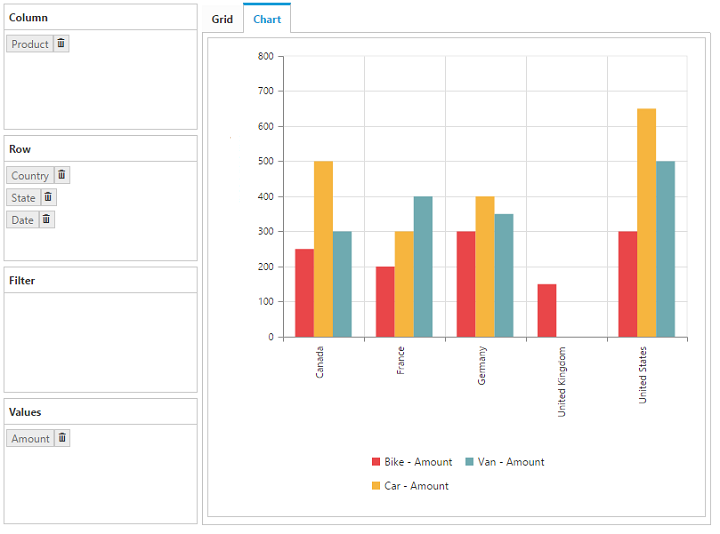 Column
Product
Row
Country
State
Date
Filter
Values
Amount
Grid Chart
800
700
600
500
400
300
200
100
0
Canada
France
Germany
United Kingdom
United States
Bike - Amount Van - Amount
Car - Amount